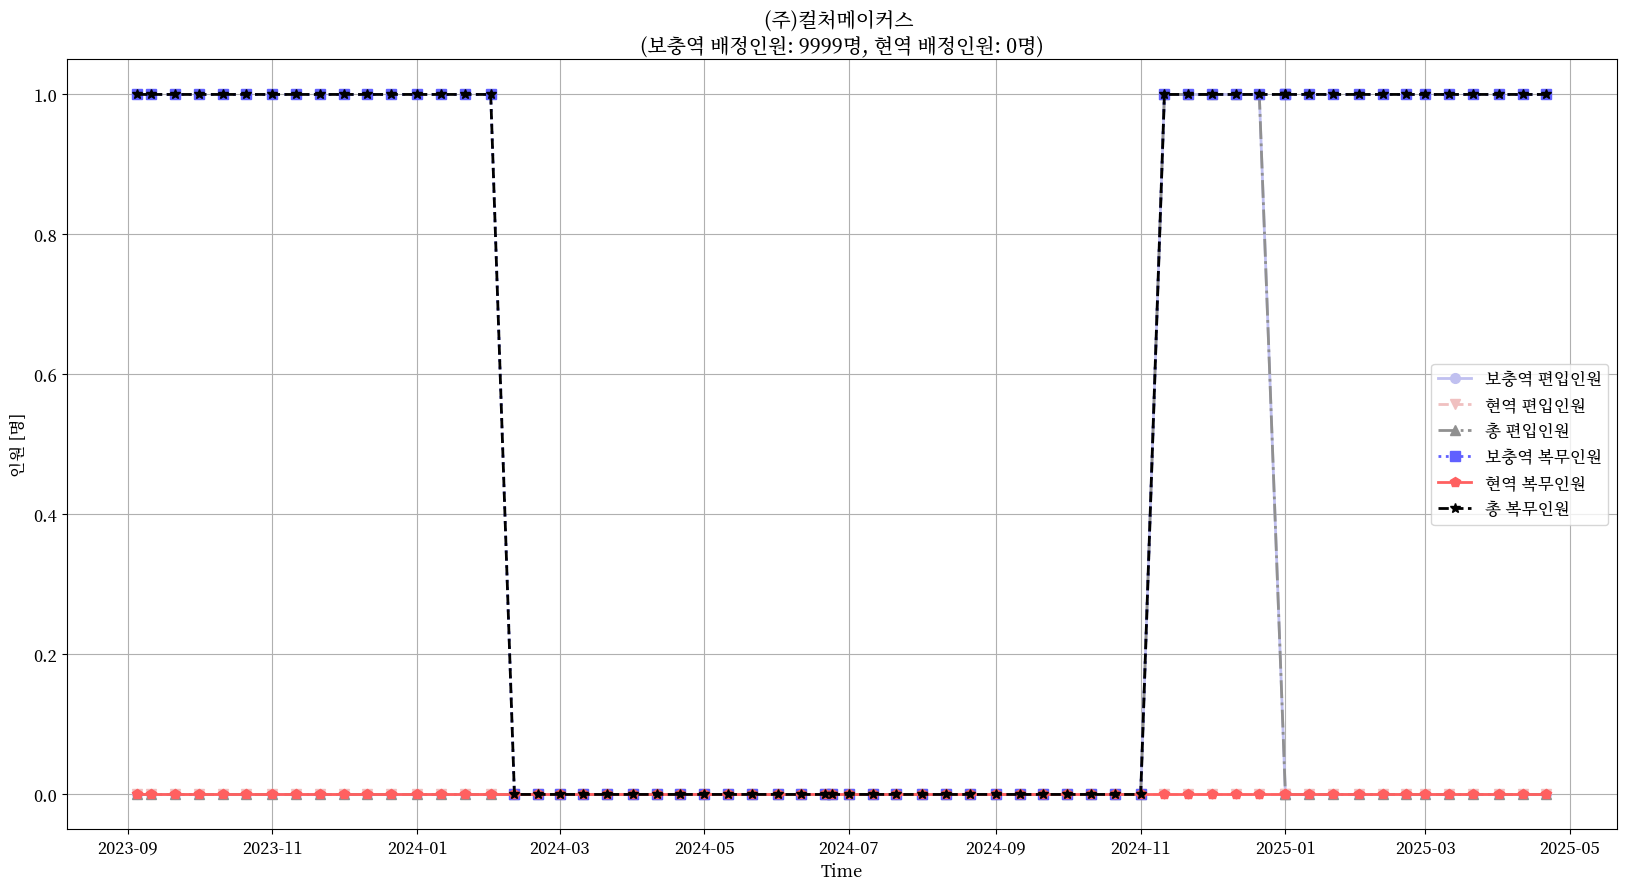 (주)컬처메이커스
(보충역 배정인원: 9999명, 현역 배정인원: 0명)
1.0
0.8
0.6
0.4
0.2
0.0
인원 [명]
보충역 편입인원
현역 편입인원
총 편입인원
보충역 복무인원
현역 복무인원
총 복무인원
2023-09
2023-11
2024-01
2024-03
2024-05
2024-07
2024-09
2024-11
2025-01
2025-03
2025-05
Time